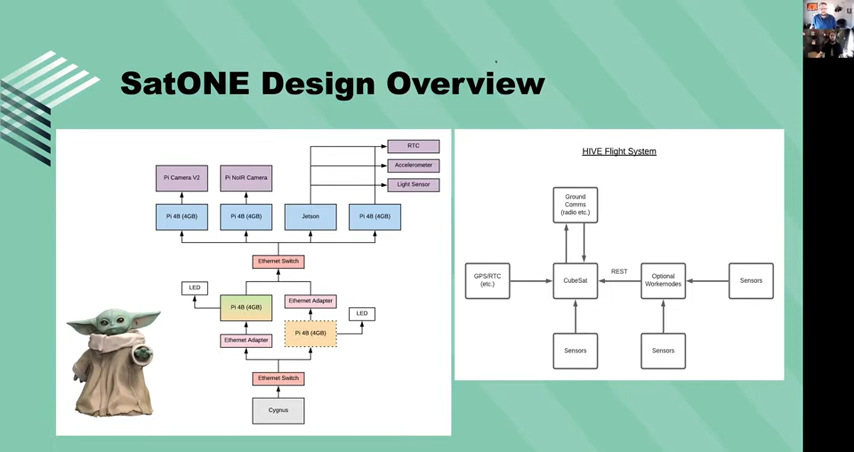 SatONE Design Overview
RTC
Accelerometer
Light Sensor
Pi Camera V2
Pi NoIR Camera
Pi 4B (4GB)
Pi 4B (4GB)
Jetson
Pi 4B (4GB)
Ethernet Switch
LED
Pi 4B (4GB)
Ethernet Adapter
LED
Pi 4B (4GB)
Ethernet Adapter
Ethernet Switch
Cygnus
HIVE Flight System
Ground
Comms
(radio etc.)
GPS/RTC
(etc.)
CubeSat
REST
Optional
Workernodes
Sensors
Sensors
Sensors